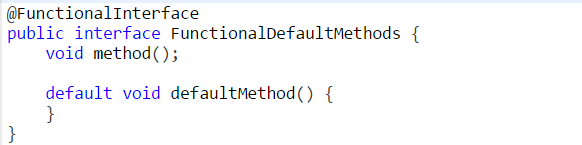 @FunctionalInterface
public interface FunctionalDefaultMethods {
    void method();

    default void defaultMethod() {
    }
}